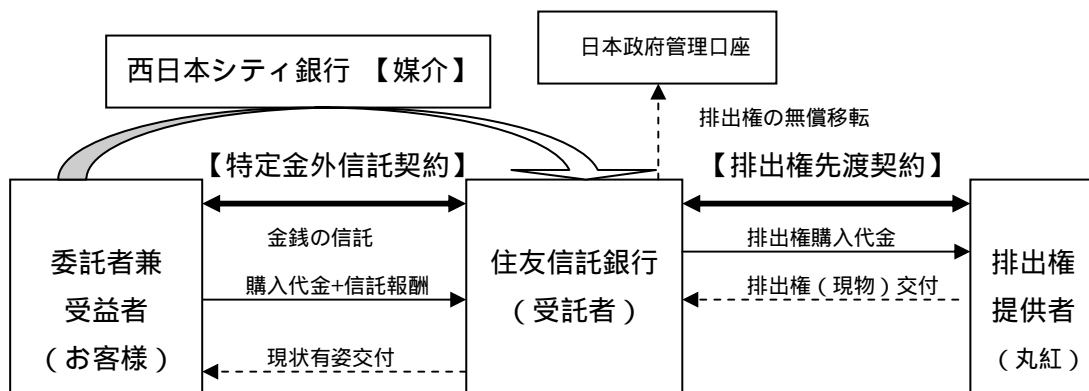 日本政府管理口座
西日本シティ銀行 【媒介】
排出権の無償移転
【特定金外信託契約】
【排出権先渡契約】
金銭の信託
購入代金+信託報酬
現状有姿交付
排出権購入代金
排出権(現物)交付
委託者兼
受益者
(お客様)
住友信託銀行
(受託者)
排出権
提供者
(丸紅)